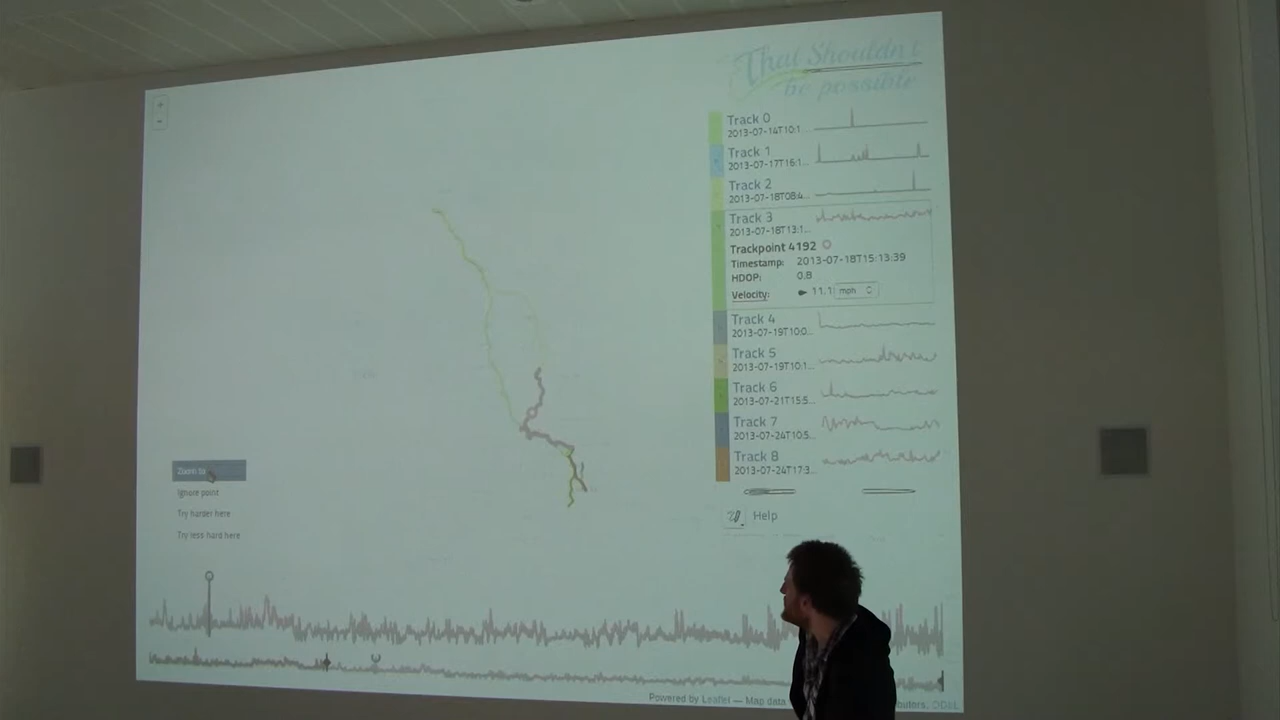 +
-
That Shouldn't
be possible
Track 0
2013-07-14T10:1...
Track 1
2013-07-17T16:1...
Track 2
2013-07-18T08:4...
Track 3
2013-07-18T13:1...
Trackpoint 4192
Timestamp: 2013-07-18T15:13:39
HDOP: 0.8
Velocity: 11.1 mph
Track 4
2013-07-19T10:0...
Track 5
2013-07-19T10:1...
Track 6
2013-07-21T15:5...
Track 7
2013-07-24T10:5...
Track 8
2013-07-24T17:3...
Help
Zoom to
Ignore point
Try harder here
Try less hard here
Powered by Leaflet — Map data